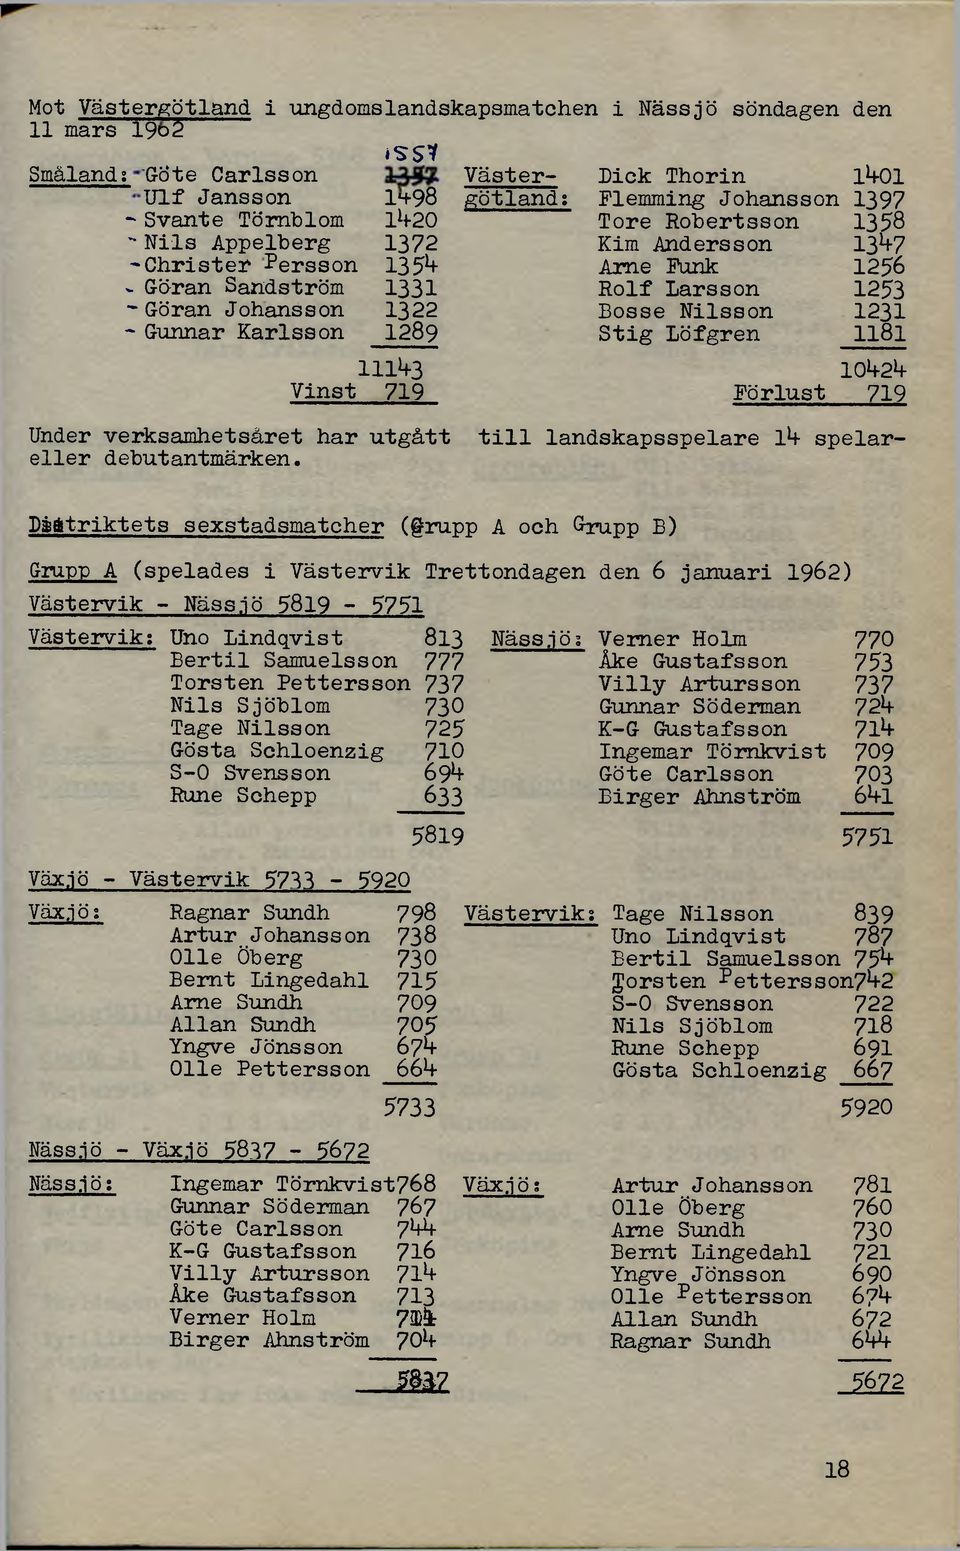 Mot Västergötland i ungdomslandskapsmatchen i Nässjö söndagen den
11 mars 1962
1557
Småland: Göte Carlsson Väster- Dick Thorin 1401
- Ulf Jansson 1498 götland: Flemming Johansson 1397
- Svante Törnblom 1420 Tore Robertsson 1358
- Nils Appelberg 1372 Kim Andersson 1347
- Christer Persson 1354 Arne Funk 1256
- Göran Sandström 1331 Rolf Larsson 1253
- Göran Johansson 1322 Bosse Nilsson 1231
- Gunnar Karlsson 1289 Stig Löfgren 1181
11143 10424
Vinst 719 Förlust 719
Under verksamhetsåret har utgått till landskapsspelare 14 spelar-
eller debutantmärken.
Distriktets sexstadsmatcher (Grupp A och Grupp B)
Grupp A (spelades i Västervik Trettondagen den 6 januari 1962)
Västervik - Nässjö 5819 - 5751
Västervik: Uno Lindqvist 813 Nässjö: Verner Holm 770
Bertil Samuelsson 777 Åke Gustafsson 753
Torsten Pettersson 737 Villy Artursson 737
Nils Sjöblom 730 Gunnar Söderman 724
Tage Nilsson 725 K-G Gustafsson 714
Gösta Schloenzig 710 Ingemar Törnkvist 709
S-O Svensson 694 Göte Carlsson 703
Rune Schepp 633 Birger Ahnström 641
5819 5751
Växjö - Västervik 5733 - 5920
Växjö: Ragnar Sundh 798 Västervik: Tage Nilsson 839
Artur Johansson 738 Uno Lindqvist 787
Olle Öberg 730 Bertil Samuelsson 754
Bernt Lingedahl 715 Torsten Pettersson 742
Arne Sundh 709 S-O Svensson 722
Allan Sundh 705 Nils Sjöblom 718
Yngve Jönsson 674 Rune Schepp 691
Olle Pettersson 664 Gösta Schloenzig 667
5733 5920
Nässjö - Växjö 5837 - 5672
Nässjö: Ingemar Törnkvist 768 Växjö: Artur Johansson 781
Gunnar Söderman 767 Olle Öberg 760
Göte Carlsson 744 Arne Sundh 730
K-G Gustafsson 716 Bernt Lingedahl 721
Villy Artursson 714 Yngve Jönsson 690
Åke Gustafsson 713 Olle Pettersson 674
Verner Holm Allan Sundh 672
Birger Ahnström 704 Ragnar Sundh 644
5837 5672
18